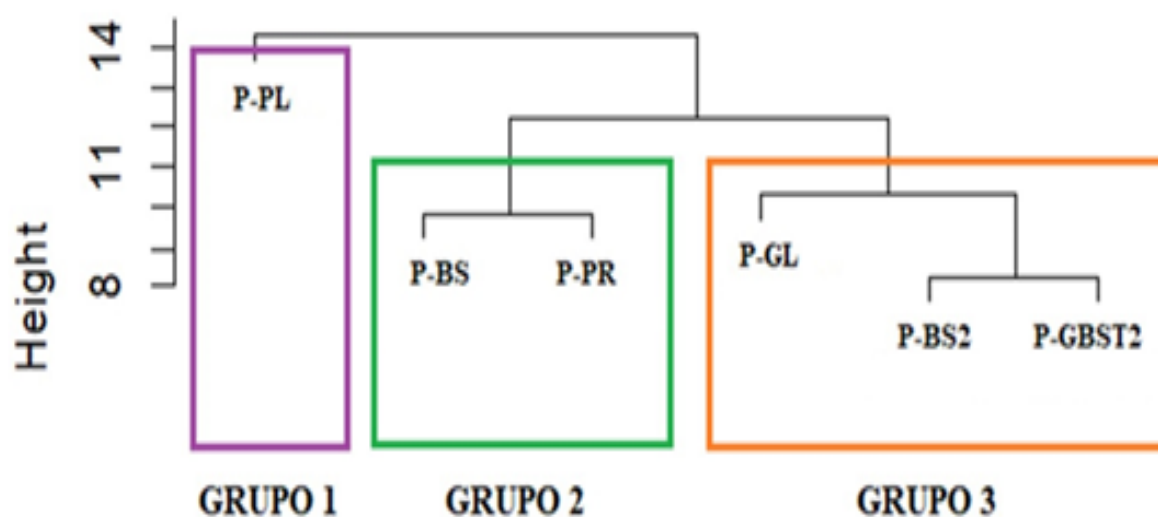 14
11
8
Height
P-PL
P-BS
P-PR
P-GL
P-BS2
P-GBST2
GRUPO 1
GRUPO 2
GRUPO 3